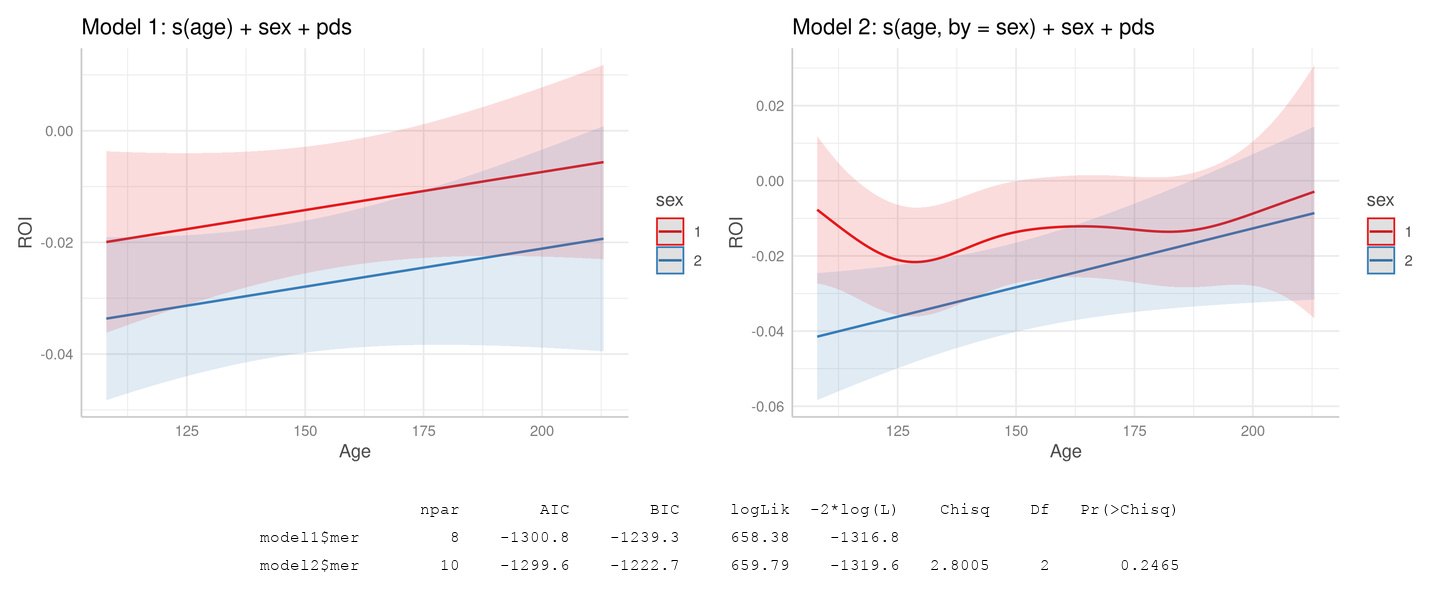 Model 1: s(age) + sex + pds
0.00
-0.02
-0.04
ROI
125 150 175 200
Age
sex
1
2
Model 2: s(age, by = sex) + sex + pds
0.02
0.00
-0.02
-0.04
-0.06
ROI
125 150 175 200
Age
sex
1
2
npar AIC BIC logLik -2*log(L) Chisq Df Pr(>Chisq)
model1$mer 8 -1300.8 -1239.3 658.38 -1316.8
model2$mer 10 -1299.6 -1222.7 659.79 -1319.6 2.8005 2 0.2465